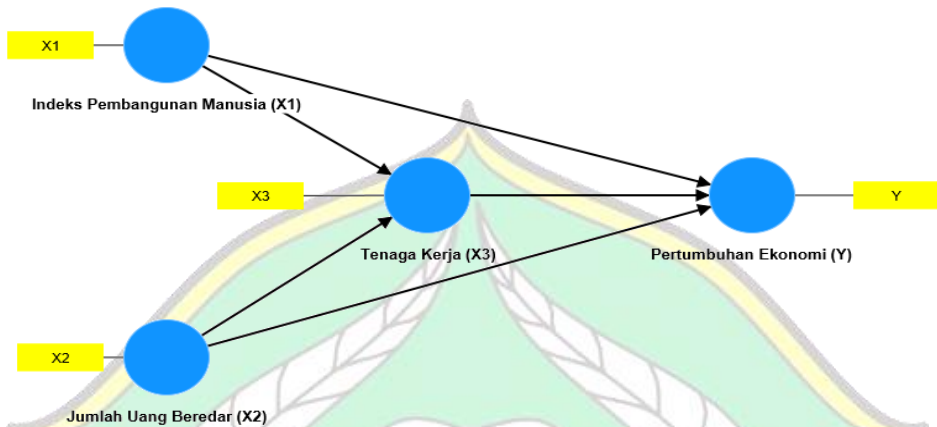 X1
Indeks Pembangunan Manusia (X1)
X3
Tenaga Kerja (X3)
Y
Pertumbuhan Ekonomi (Y)
X2
Jumlah Uang Beredar (X2)